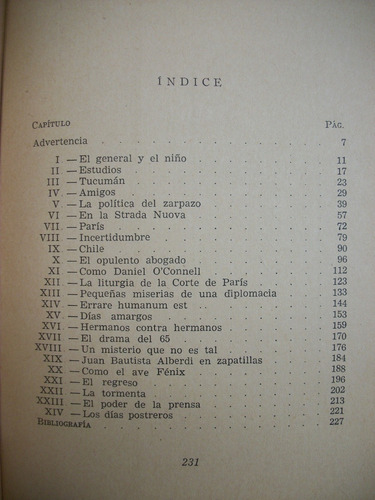 ÍNDICE
CAPÍTULO PÁG.
Advertencia 7
I — El general y el niño 11
II — Estudios 17
III — Tucumán 23
IV — Amigos 29
V — La política del zarpazo 39
VI — En la Strada Nuova 57
VII — París 72
VIII — Incertidumbre 79
IX — Chile 90
X — El opulento abogado 96
XI — Como Daniel O'Connell 112
XII — La liturgia de la Corte de París 123
XIII — Pequeñas miserias de una diplomacia 133
XIV — Errare humanum est 144
XV — Días amargos 153
XVI — Hermanos contra hermanos 159
XVII — El drama del 65 170
XVIII — Un misterio que no es tal 176
XIX — Juan Bautista Alberdi en zapatillas 184
XX — Como el ave Fénix 188
XXI — El regreso 196
XXII — La tormenta 202
XXIII — El poder de la prensa 213
XIV — Los días postreros 221
BIBLIOGRAFÍA 227
231